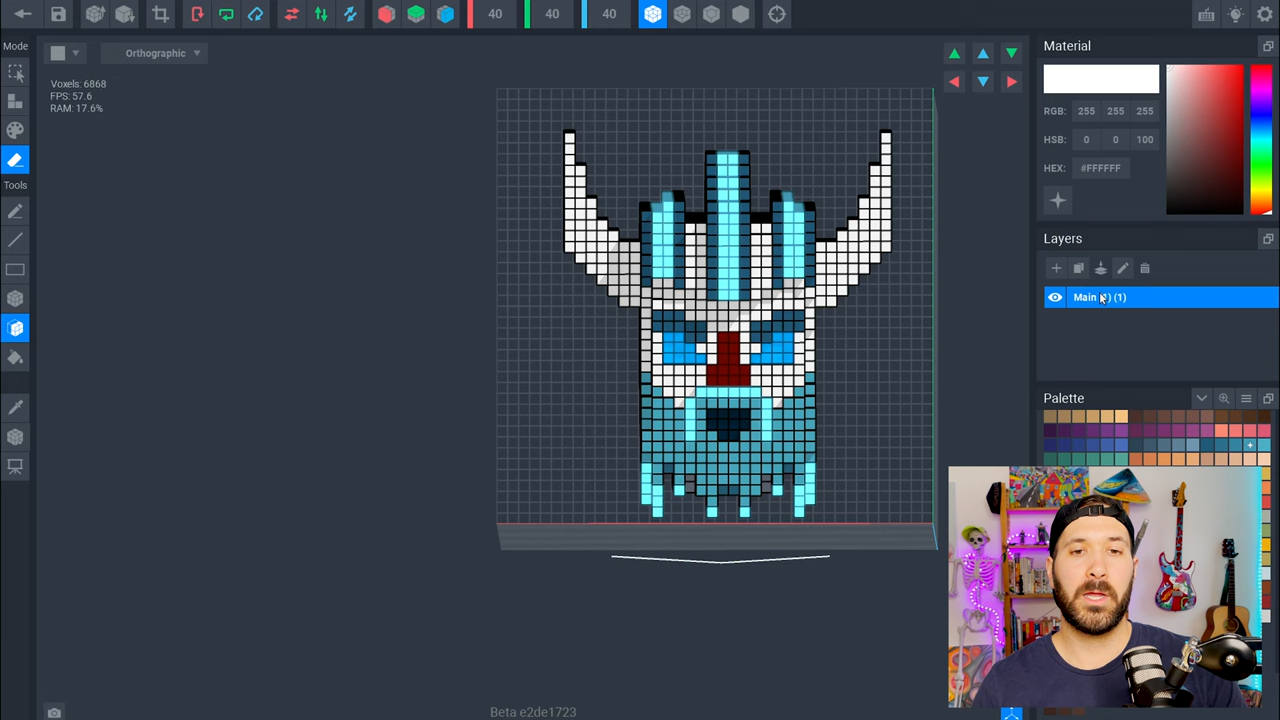 40 40 40
Mode
Orthographic
Material
Voxels: 6868
FPS: 57.6
RAM: 17.6%
RGB: 255 255 255
HSB: 0 0 100
HEX: #FFFFFF
Tools
Layers
Main (1)
Palette
Beta e2de1723